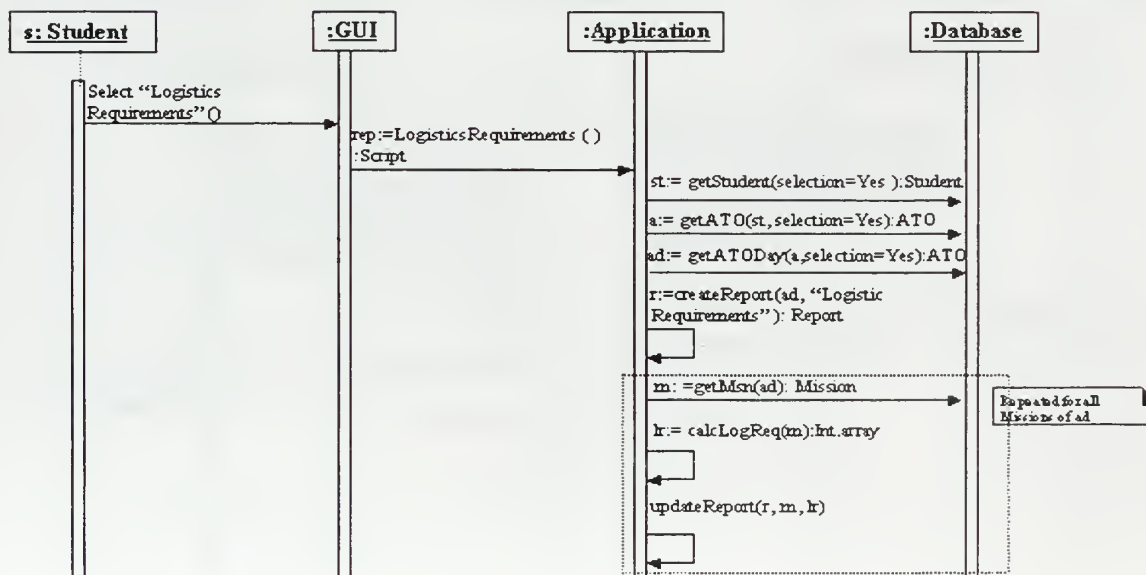 s: Student
:GUI
:Application
:Database
Select “Logistics
Requirements”()
rep:=LogisticsRequirements ()
:Script
st:= getStudent(selection=Yes ):Student
a:= getATO(st,selection=Yes):ATO
ad:= getATODay(a,selection=Yes):ATO
r:=createReport(ad, “Logistic
Requirements”): Report
m: =getMsn(ad): Mission
Repeated for all
Missions of ad
lr:= calcLogReq(m):Int.array
updateReport(r, m, lr)